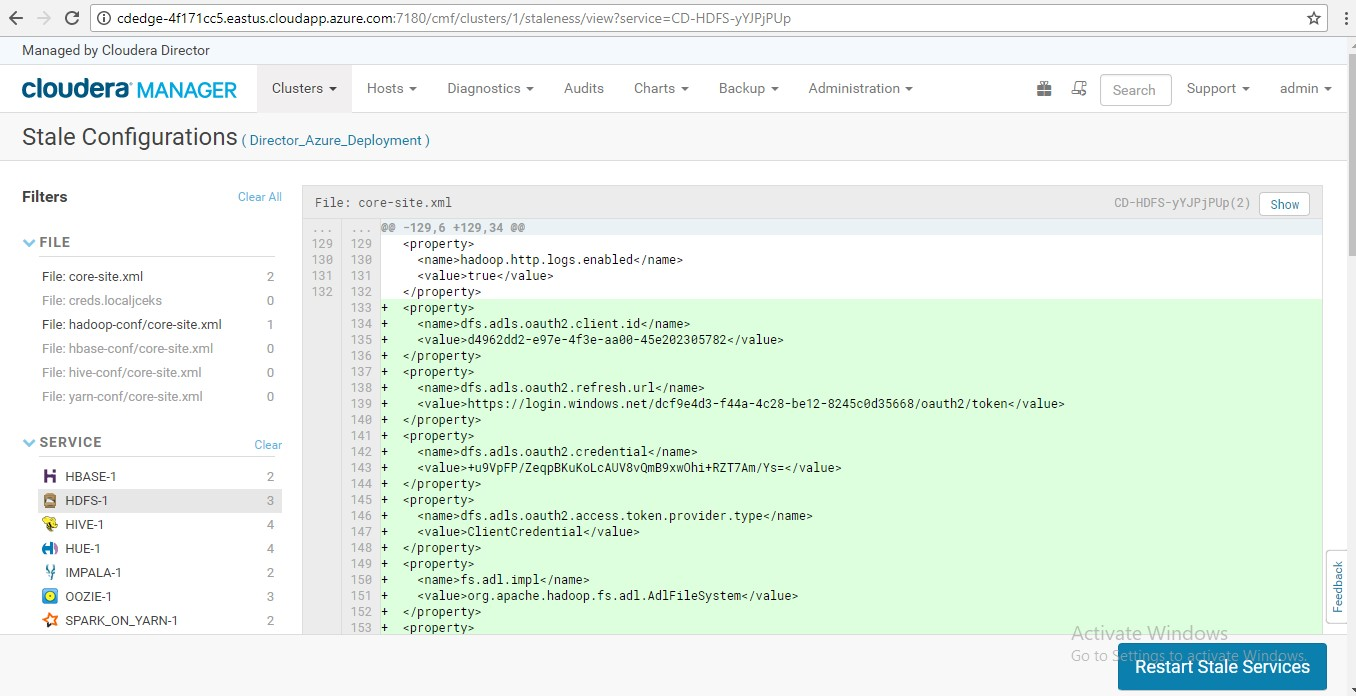 cdedge-4f171cc5.eastus.cloudapp.azure.com:7180/cmf/clusters/1/staleness/view?service=CD-HDFS-yYJPjPUp
Managed by Cloudera Director
cloudera MANAGER Clusters Hosts Diagnostics Audits Charts Backup Administration Search Support admin
Stale Configurations ( Director_Azure_Deployment )
Filters Clear All
FILE
File: core-site.xml 2
File: creds.localjceks 0
File: hadoop-conf/core-site.xml 1
File: hbase-conf/core-site.xml 0
File: hive-conf/core-site.xml 0
File: yarn-conf/core-site.xml 0
SERVICE Clear
HBASE-1 2
HDFS-1 3
HIVE-1 4
HUE-1 4
IMPALA-1 2
OOZIE-1 3
SPARK_ON_YARN-1 2
File: core-site.xml CD-HDFS-yYJPjPUp(2) Show
... ... @@ -129,6 +129,34 @@
129 129 <property>
130 130 <name>hadoop.http.logs.enabled</name>
131 131 <value>true</value>
132 132 </property>
133 + <property>
134 + <name>dfs.adls.oauth2.client.id</name>
135 + <value>d4962dd2-e97e-4f3e-aa00-45e202305782</value>
136 + </property>
137 + <property>
138 + <name>dfs.adls.oauth2.refresh.url</name>
139 + <value>https://login.windows.net/dcf9e4d3-f44a-4c28-be12-8245c0d35668/oauth2/token</value>
140 + </property>
141 + <property>
142 + <name>dfs.adls.oauth2.credential</name>
143 + <value>+u9VpFP/ZeqpBKuKoLcAUV8vQmB9xwOhi+RZT7Am/Ys=</value>
144 + </property>
145 + <property>
146 + <name>dfs.adls.oauth2.access.token.provider.type</name>
147 + <value>ClientCredential</value>
148 + </property>
149 + <property>
150 + <name>fs.adl.impl</name>
151 + <value>org.apache.hadoop.fs.adl.AdlFileSystem</value>
152 + </property>
153 + <property>
Feedback
Activate Windows
Go to Settings to activate Windows.
Restart Stale Services